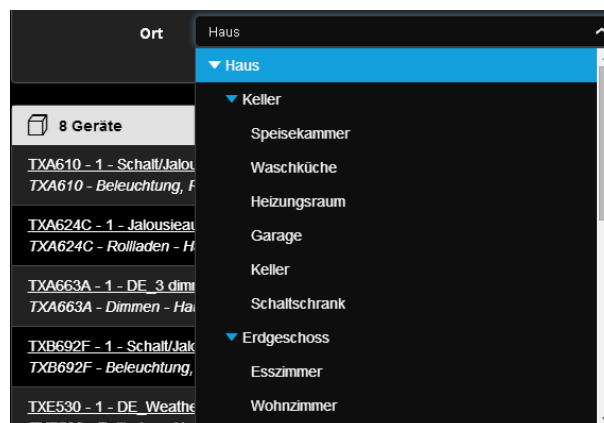 Ort
Haus
Haus
Keller
8 Geräte
Speisekammer
TXA610 - 1 - Schalt/Jalou
Waschküche
TXA610 - Beleuchtung,
Heizungsraum
TXA624C - 1 - Jalousieau
Garage
TXA624C - Rollladen - H
Keller
TXA663A - 1 - DE_3 dim
Schaltschrank
TXA663A - Dimmen - Ha
Erdgeschoss
TXB692F - 1 - Schalt/Jalo
Esszimmer
TXB692F - Beleuchtung,
Wohnzimmer
TXE530 - 1 - DE_Weathe